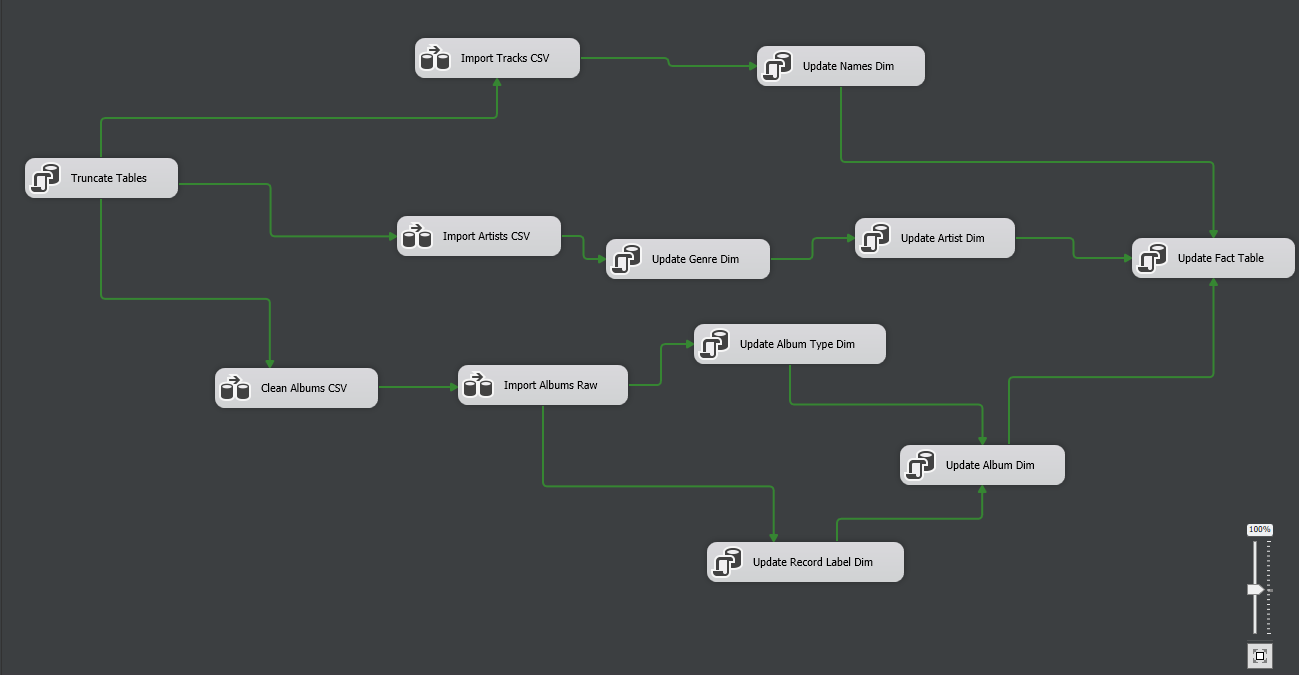 Import Tracks CSV
Update Names Dim
Truncate Tables
Import Artists CSV
Update Genre Dim
Update Artist Dim
Update Fact Table
Update Album Type Dim
Clean Albums CSV
Import Albums Raw
Update Album Dim
Update Record Label Dim
100%